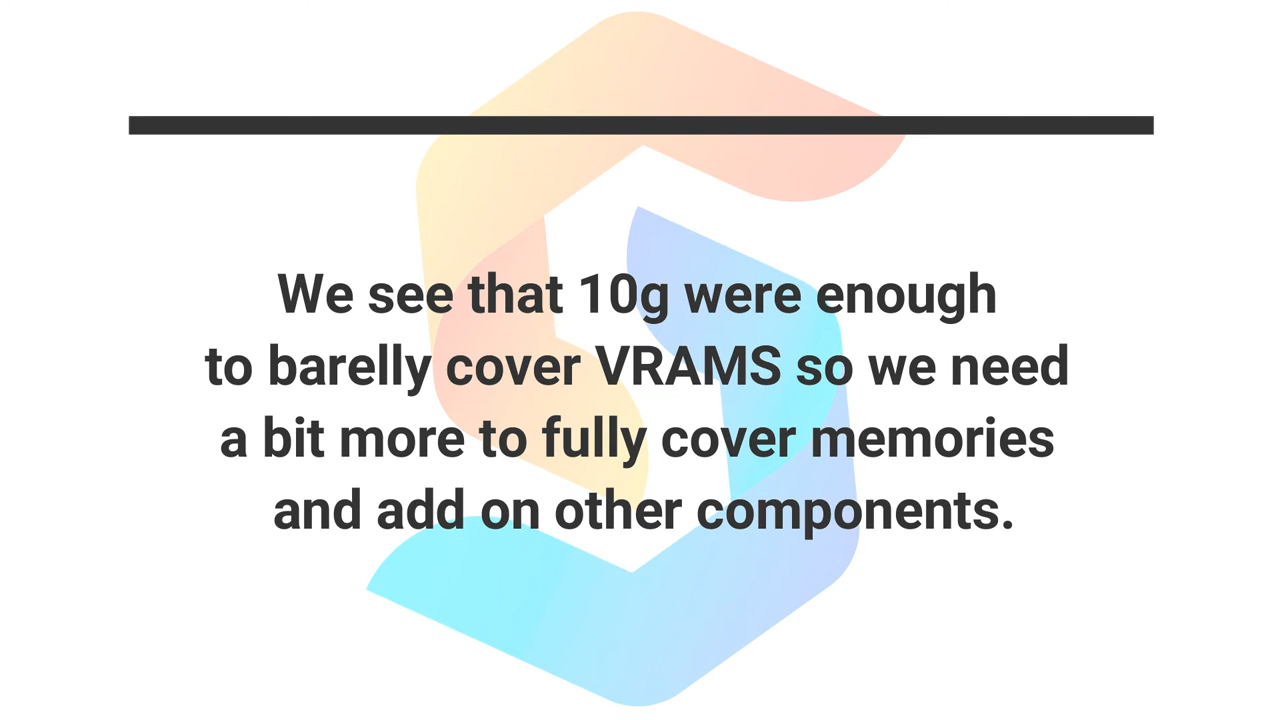 We see that 10g were enough
to barelly cover VRAMS so we need
a bit more to fully cover memories
and add on other components.